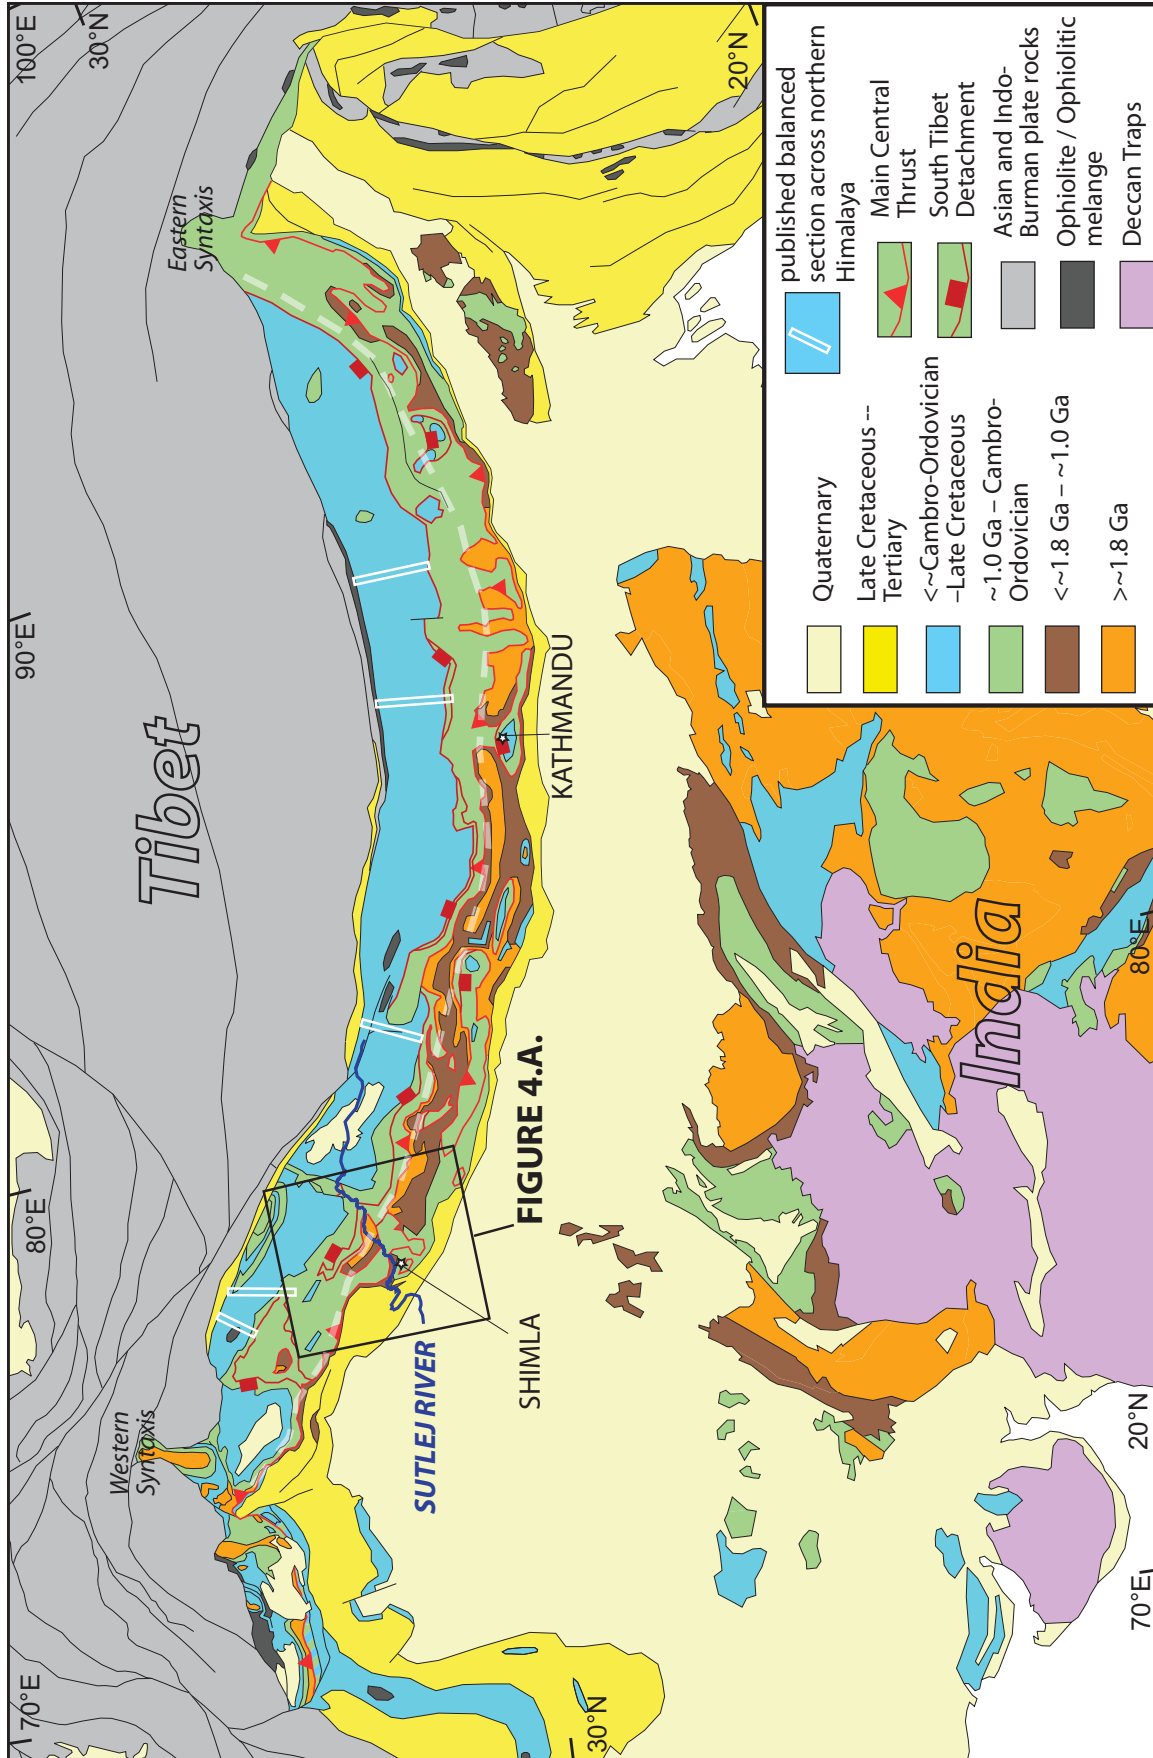 70°E
80°E
90°E
100°E
30°N
Tibet
Western
Syntaxis
Eastern
Syntaxis
SUTLEJ RIVER
SHIMLA
FIGURE 4.A.
KATHMANDU
India
30°N
70°E
20°N
80°E
20°N
Quaternary
Late Cretaceous --
Tertiary
<~Cambro-Ordovician
–Late Cretaceous
~1.0 Ga – Cambro-
Ordovician
<~1.8 Ga – ~1.0 Ga
>~1.8 Ga
published balanced
section across northern
Himalaya
Main Central
Thrust
South Tibet
Detachment
Asian and Indo-
Burman plate rocks
Ophiolite / Ophiolitic
melange
Deccan Traps